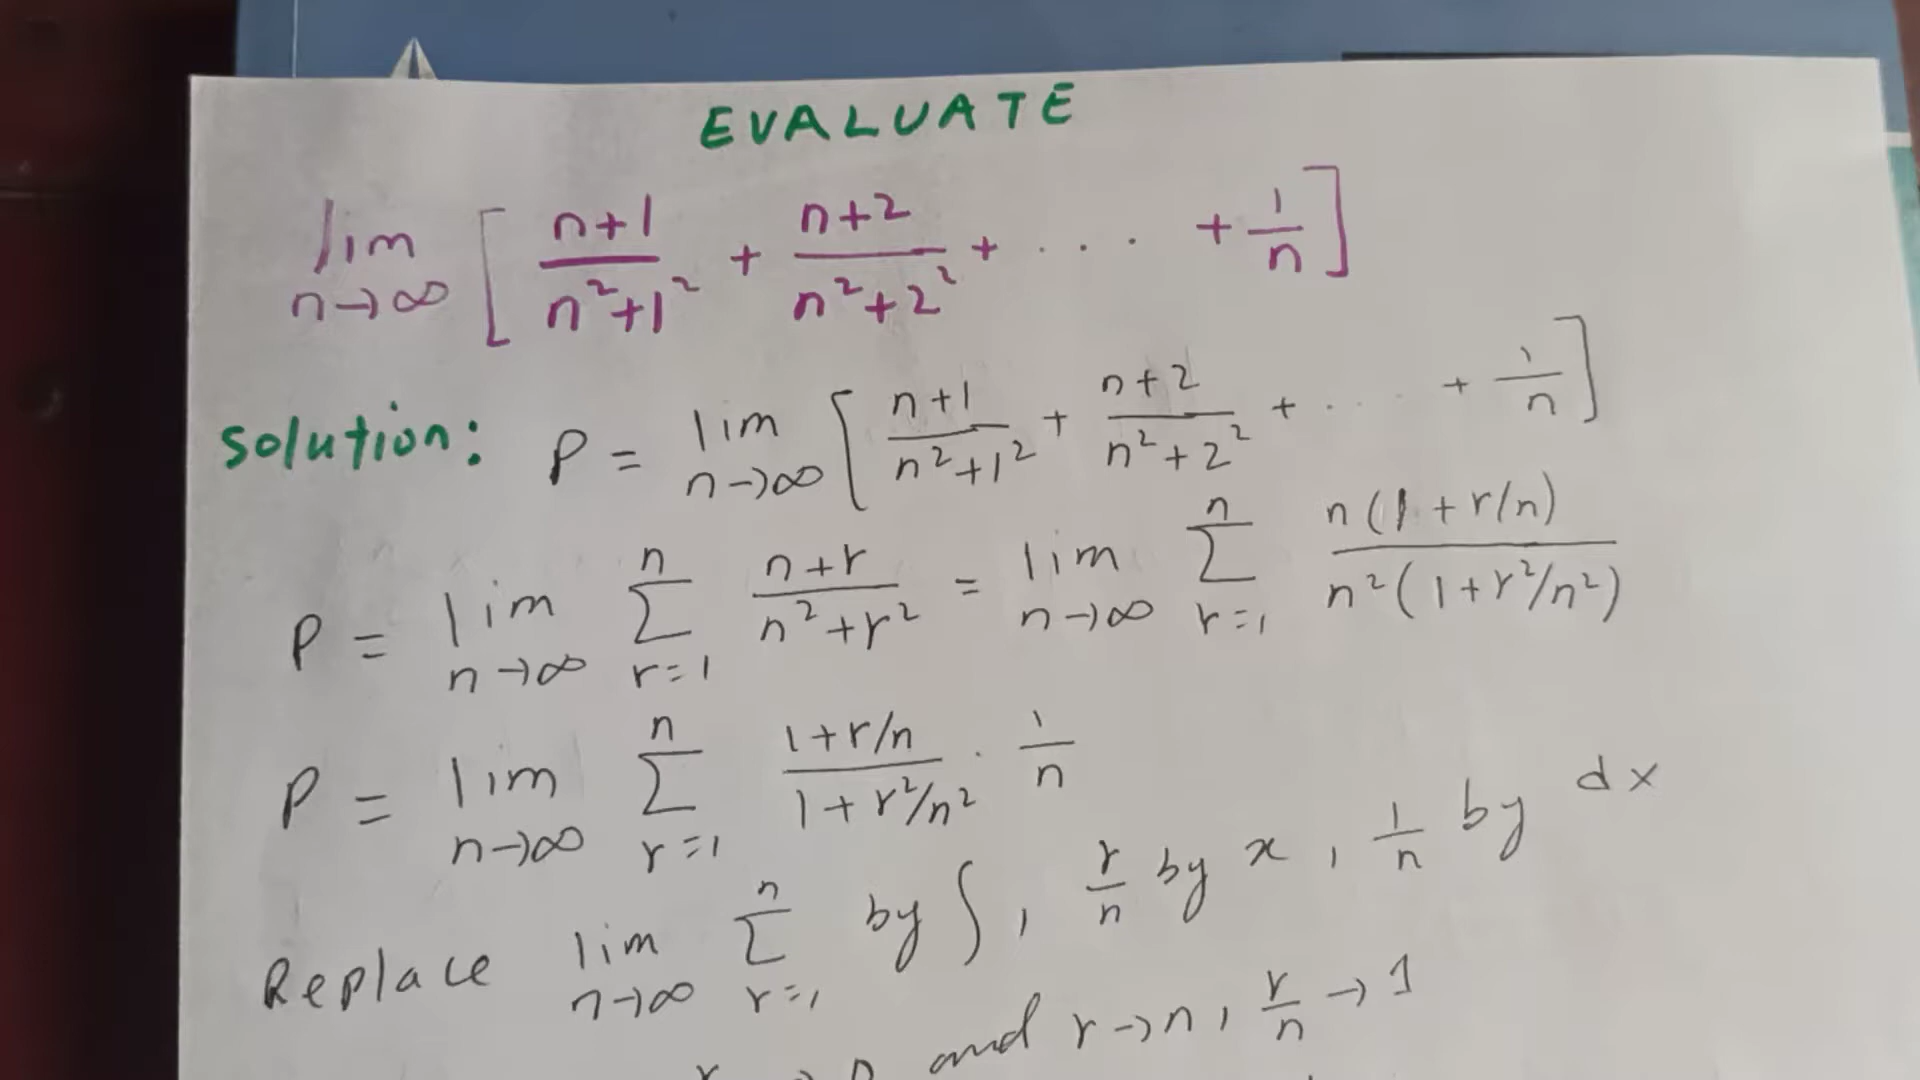 EVALUATE
lim n→∞ [ (n+1)/(n²+1²) + (n+2)/(n²+2²) + . . . . + 1/n ]
Solution: P = lim n→∞ [ (n+1)/(n²+1²) + (n+2)/(n²+2²) + . . . . + 1/n ]
P = lim n→∞ Σ r=1 n (n+r)/(n²+r²) = lim n→∞ Σ r=1 n n(1+r/n)/n²(1+r²/n²)
P = lim n→∞ Σ r=1 n (1+r/n)/(1+r²/n²) · 1/n
Replace lim n→∞ Σ r=1 n by ∫, r/n by x, 1/n by dx
and r→n, r/n → 1